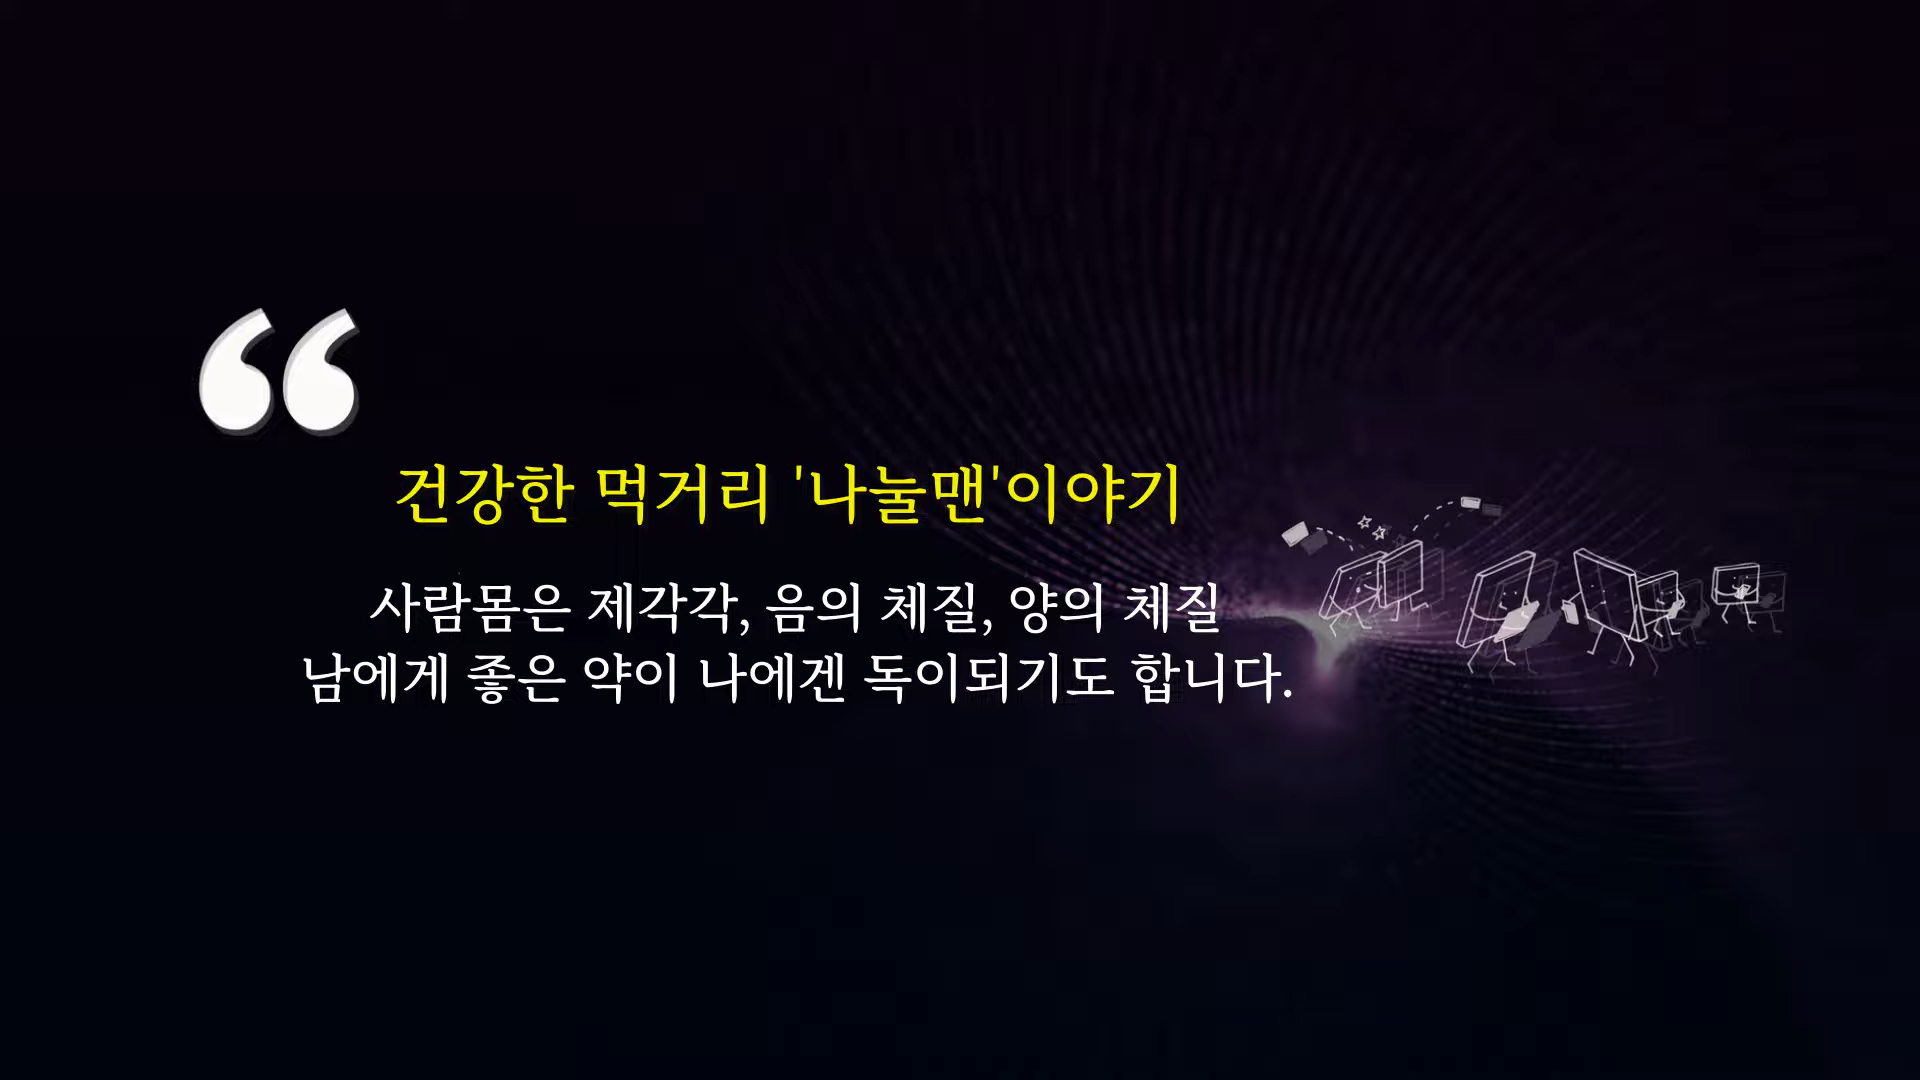 “
건강한 먹거리 '나눌맨'이야기
사람몸은 제각각, 음의 체질, 양의 체질
남에게 좋은 약이 나에겐 독이되기도 합니다.